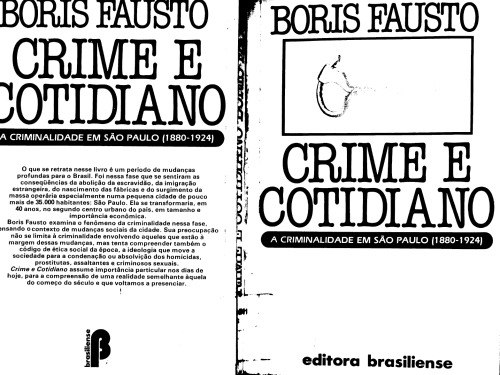 BORIS FAUSTO
CRIME E
COTIDIANO
A CRIMINALIDADE EM SÃO PAULO (1880-1924)
O que se retrata nesse livro é um período de mudanças
profundas para o Brasil. Foi nessa fase que se sentiram as
conseqüências da abolição da escravidão, da imigração
estrangeira, do nascimento das fábricas e do surgimento da
massa operária especialmente numa pequena cidade de pouco
mais de 35.000 habitantes: São Paulo. Ela se transformaria, em
40 anos, no segundo centro urbano do país, em tamanho e
importância econômica.
Boris Fausto examina o fenômeno da criminalidade nessa fase,
pensando o contexto de mudanças sociais da cidade. Sua preocupação
não se limita à criminalidade envolvendo aqueles que estão à
margem dessas mudanças, mas tenta compreender também o
código de ética social da época, a ideologia que move a
sociedade para a condenação ou absolvição dos homicidas,
prostitutas, assaltantes e criminosos sexuais.
Crime e Cotidiano assume importância particular nos dias de
hoje, para a compreensão de uma realidade semelhante àquela
do começo do século e que voltamos a presenciar.
brasiliense
CRIME E COTIDIANO
BORIS FAUSTO
CRIME E
COTIDIANO
A CRIMINALIDADE EM SÃO PAULO (1880-1924)
editora brasiliense